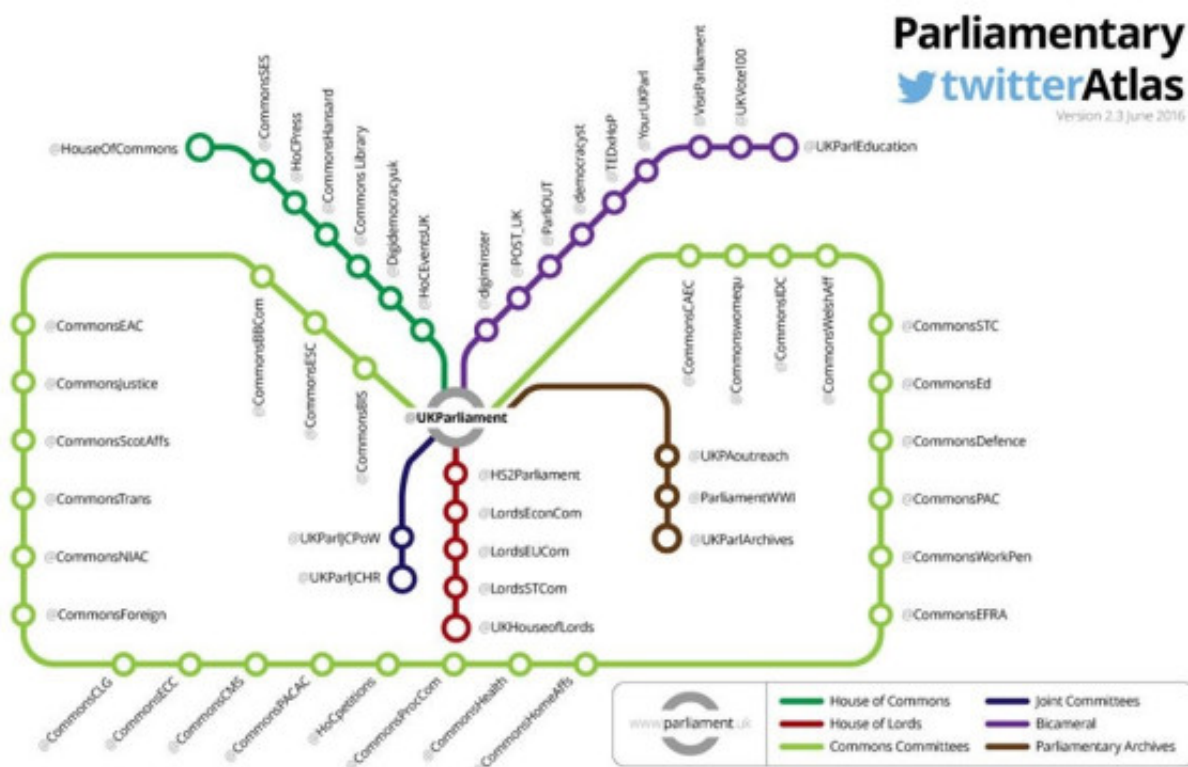 Parliamentary
twitterAtlas
Version 2.3 June 2016
@HouseOfCommons
@CommonsSES
@HoCPress
@CommonsHansard
@Commons Library
@Digidemocracyuk
@HoCEventsUK
@digiminster
@POST_UK
@ParliOUT
@democracyst
@TEDxHoP
@YourUKParl
@VisitParliament
@UKVote100
@UKParlEducation
@CommonsBBCom
@CommonsESC
@CommonsBIS
@UKParliament
@CommonsCAEC
@Commonswomequ
@CommonsIDC
@CommonsWelshAff
@CommonsEAC
@CommonsJustice
@CommonsScotAffs
@CommonsTrans
@CommonsNIAC
@CommonsForeign
@CommonsSTC
@CommonsEd
@CommonsDefence
@CommonsPAC
@CommonsWorkPen
@CommonsEFRA
@UKPAoutreach
@ParliamentWWI
@UKParlArchives
@HS2Parliament
@LordsEconCom
@LordsEUCom
@LordsSTCom
@UKHouseofLords
@UKParlJCPoW
@UKParlJCHR
@CommonsCLG
@CommonsECC
@CommonsCMS
@CommonsPACAC
@HoCpetitions
@CommonsProcCom
@CommonsHealth
@CommonsHomeAffs
www.parliament.uk
House of Commons
House of Lords
Commons Committees
Joint Committees
Bicameral
Parliamentary Archives